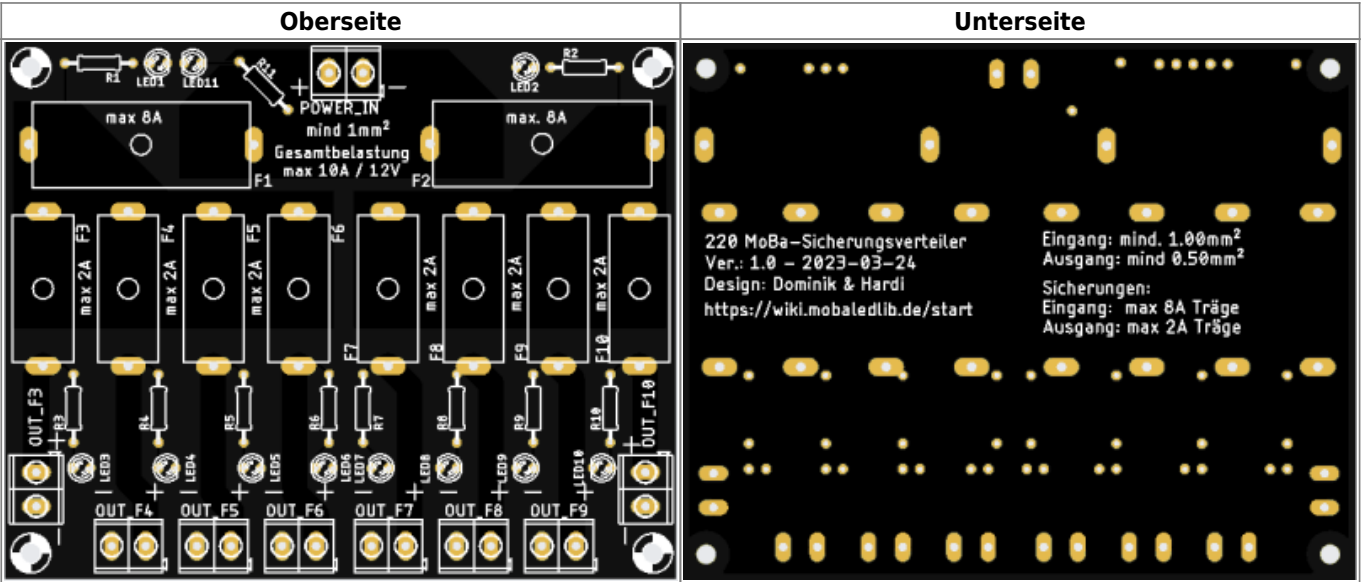 Oberseite
Unterseite
R1
LED1
LED11
R11
R2
LED2
+
-
POWER_IN
mind 1mm²
Gesamtbelastung
max 10A / 12V
max 8A
F1
max. 8A
F2
F3
max 2A
F4
max 2A
F5
max 2A
F6
max 2A
F7
max 2A
F8
max 2A
F9
max 2A
F10
OUT_F3
R3
R4
R5
R6
R7
R8
R9
R10
OUT_F10
+
+
LED3
LED4
LED5
LED6
LED7
LED8
LED9
LED10
- + - + - + - + - + - +
OUT_F4
OUT_F5
OUT_F6
OUT_F7
OUT_F8
OUT_F9
-
-
220 MoBa-Sicherungsverteiler
Ver.: 1.0 - 2023-03-24
Design: Dominik & Hardi
https://wiki.mobaledlib.de/start
Eingang: mind. 1.00mm²
Ausgang: mind 0.50mm²
Sicherungen:
Eingang: max 8A Träge
Ausgang: max 2A Träge